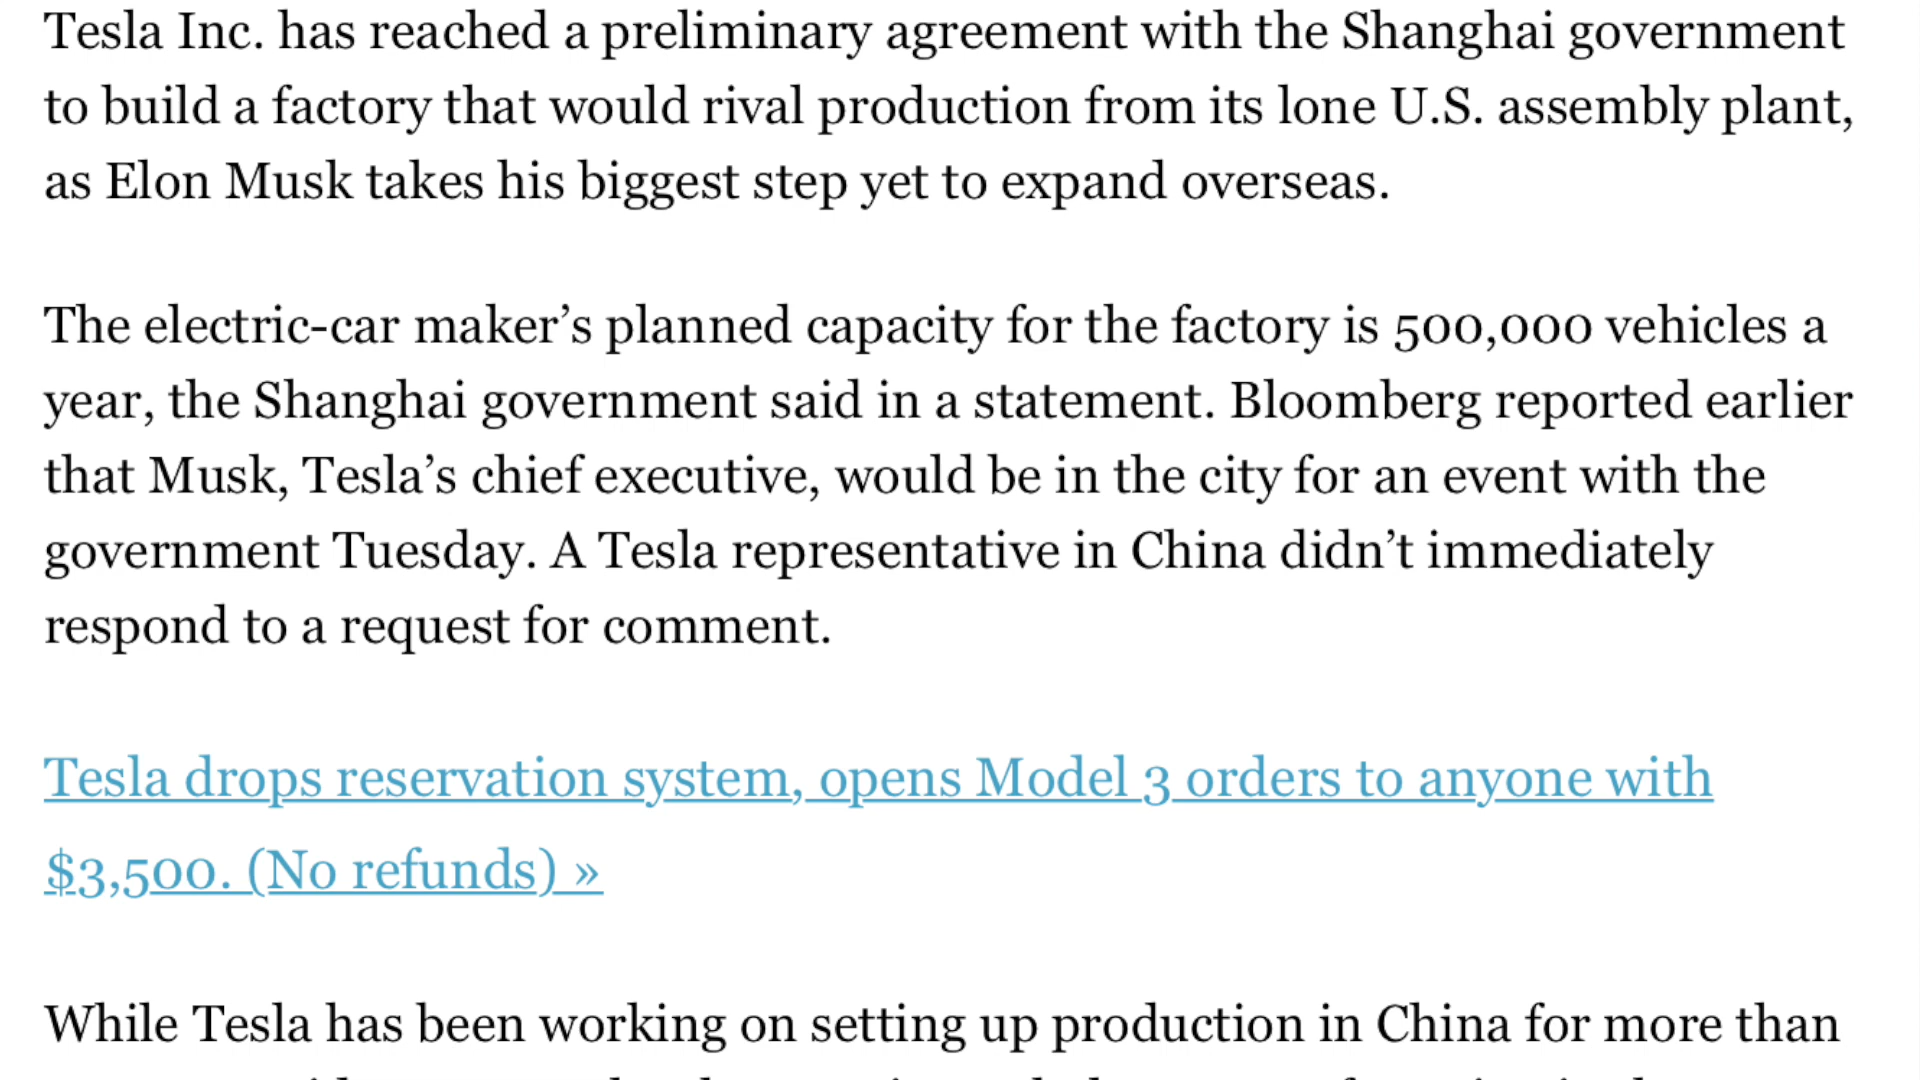 Tesla Inc. has reached a preliminary agreement with the Shanghai government
to build a factory that would rival production from its lone U.S. assembly plant,
as Elon Musk takes his biggest step yet to expand overseas.
The electric-car maker’s planned capacity for the factory is 500,000 vehicles a
year, the Shanghai government said in a statement. Bloomberg reported earlier
that Musk, Tesla’s chief executive, would be in the city for an event with the
government Tuesday. A Tesla representative in China didn’t immediately
respond to a request for comment.
Tesla drops reservation system, opens Model 3 orders to anyone with
$3,500. (No refunds) »
While Tesla has been working on setting up production in China for more than